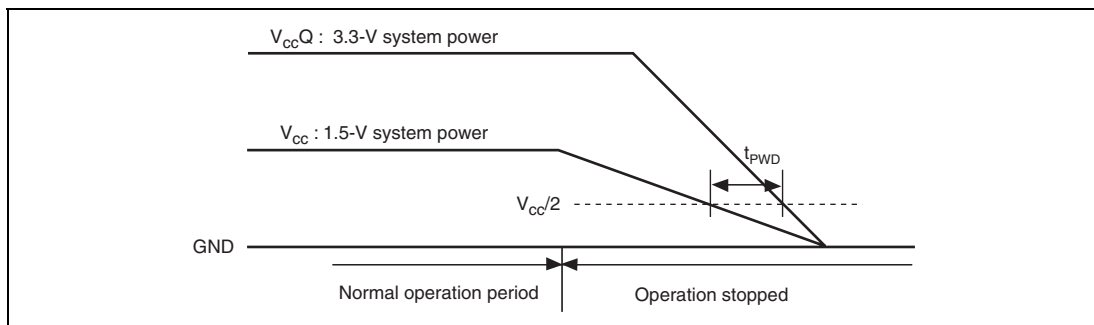 VccQ : 3.3-V system power
Vcc : 1.5-V system power
tPWD
Vcc/2
GND
Normal operation period
Operation stopped